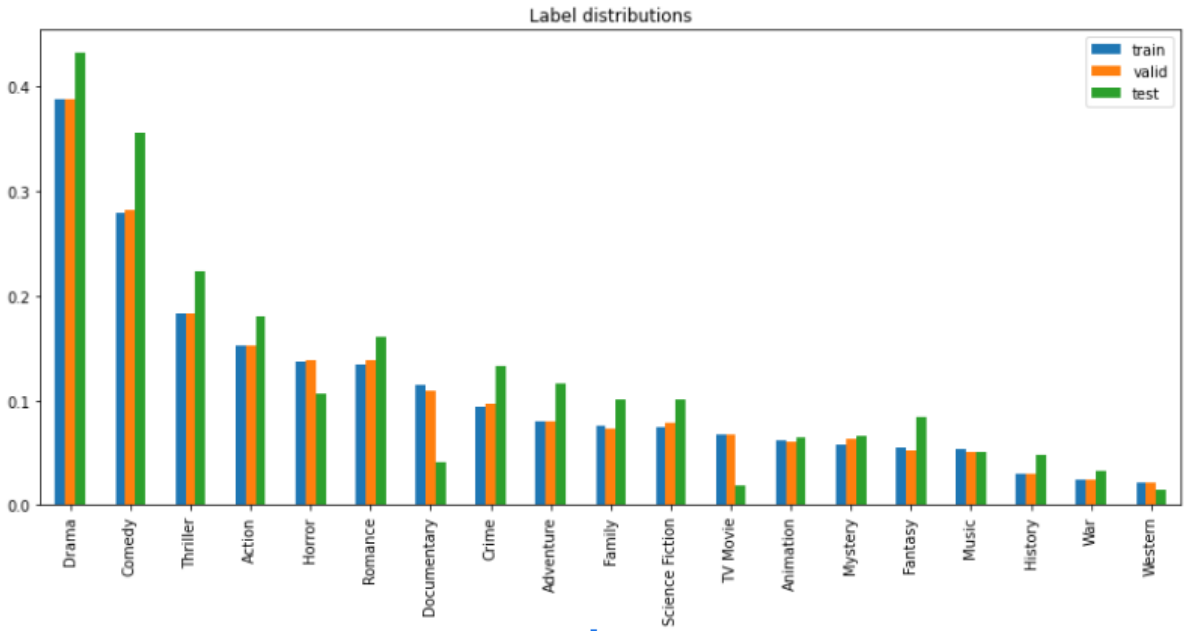 Label distributions
train
valid
test
0.4
0.3
0.2
0.1
0.0
Drama
Comedy
Thriller
Action
Horror
Romance
Documentary
Crime
Adventure
Family
Science Fiction
TV Movie
Animation
Mystery
Fantasy
Music
History
War
Western